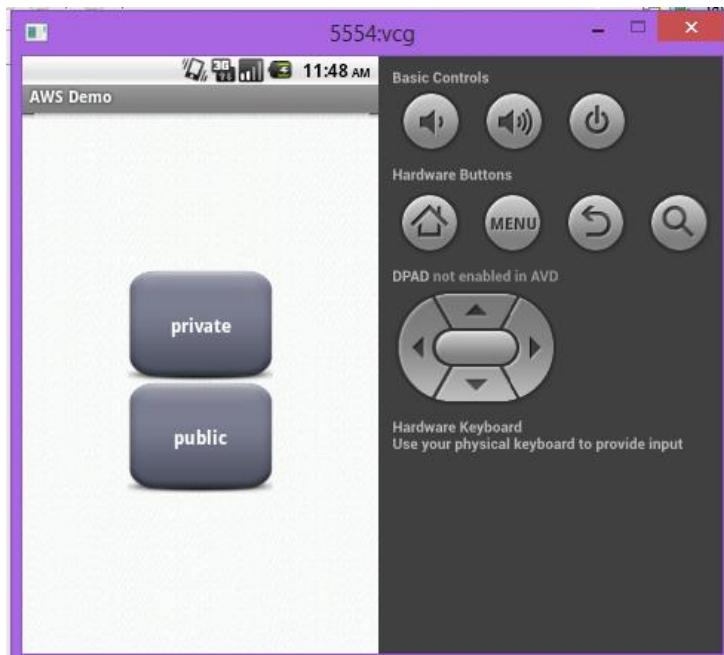 5554:vcg
3G
11:48 AM
AWS Demo
private
public
Basic Controls
Hardware Buttons
MENU
DPAD not enabled in AVD
Hardware Keyboard
Use your physical keyboard to provide input